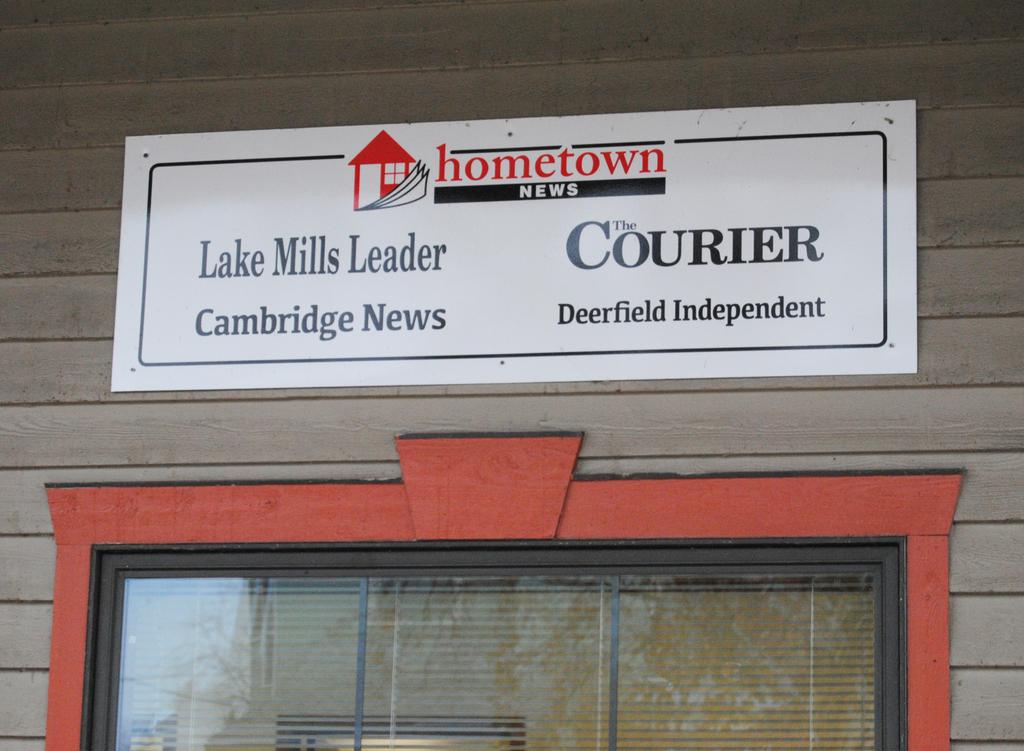 hometown
NEWS
Lake Mills Leader
The COURIER
Cambridge News
Deerfield Independent